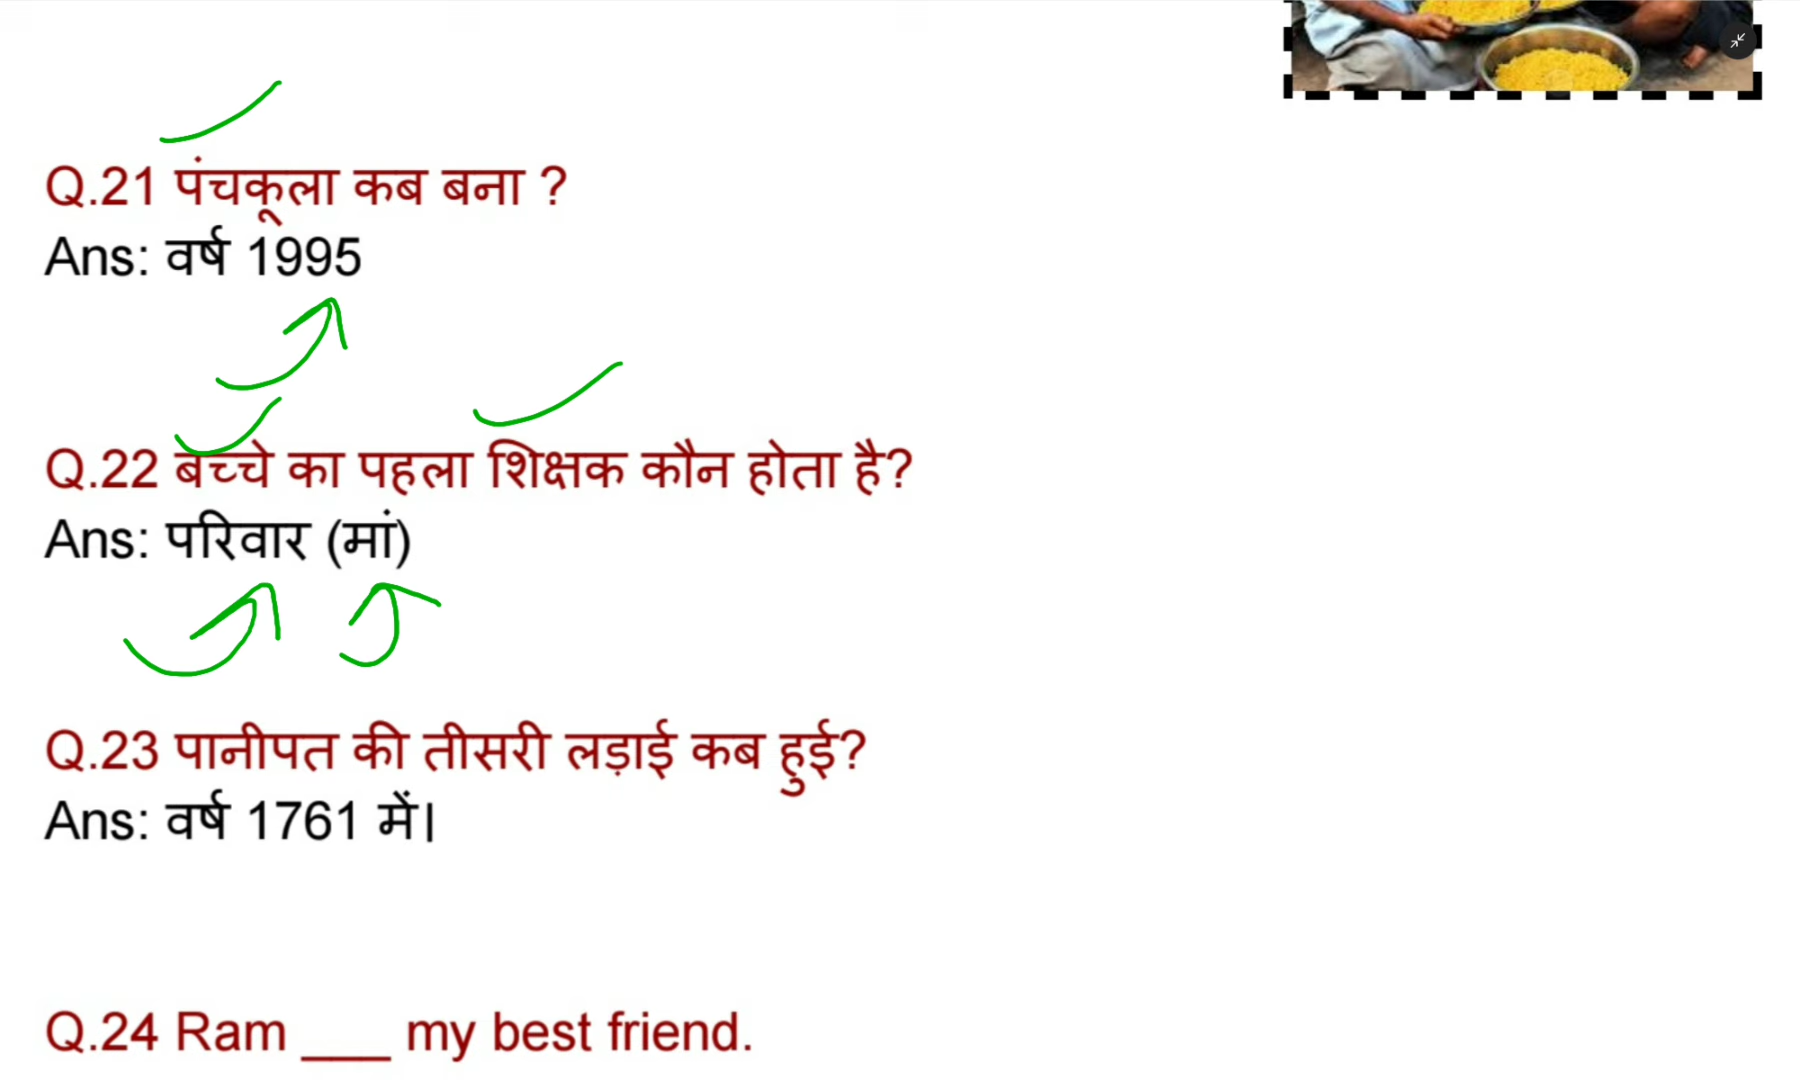 Q.21 पंचकूला कब बना ?
Ans: वर्ष 1995
Q.22 बच्चे का पहला शिक्षक कौन होता है?
Ans: परिवार (मां)
Q.23 पानीपत की तीसरी लड़ाई कब हुई?
Ans: वर्ष 1761 में।
Q.24 Ram ___ my best friend.